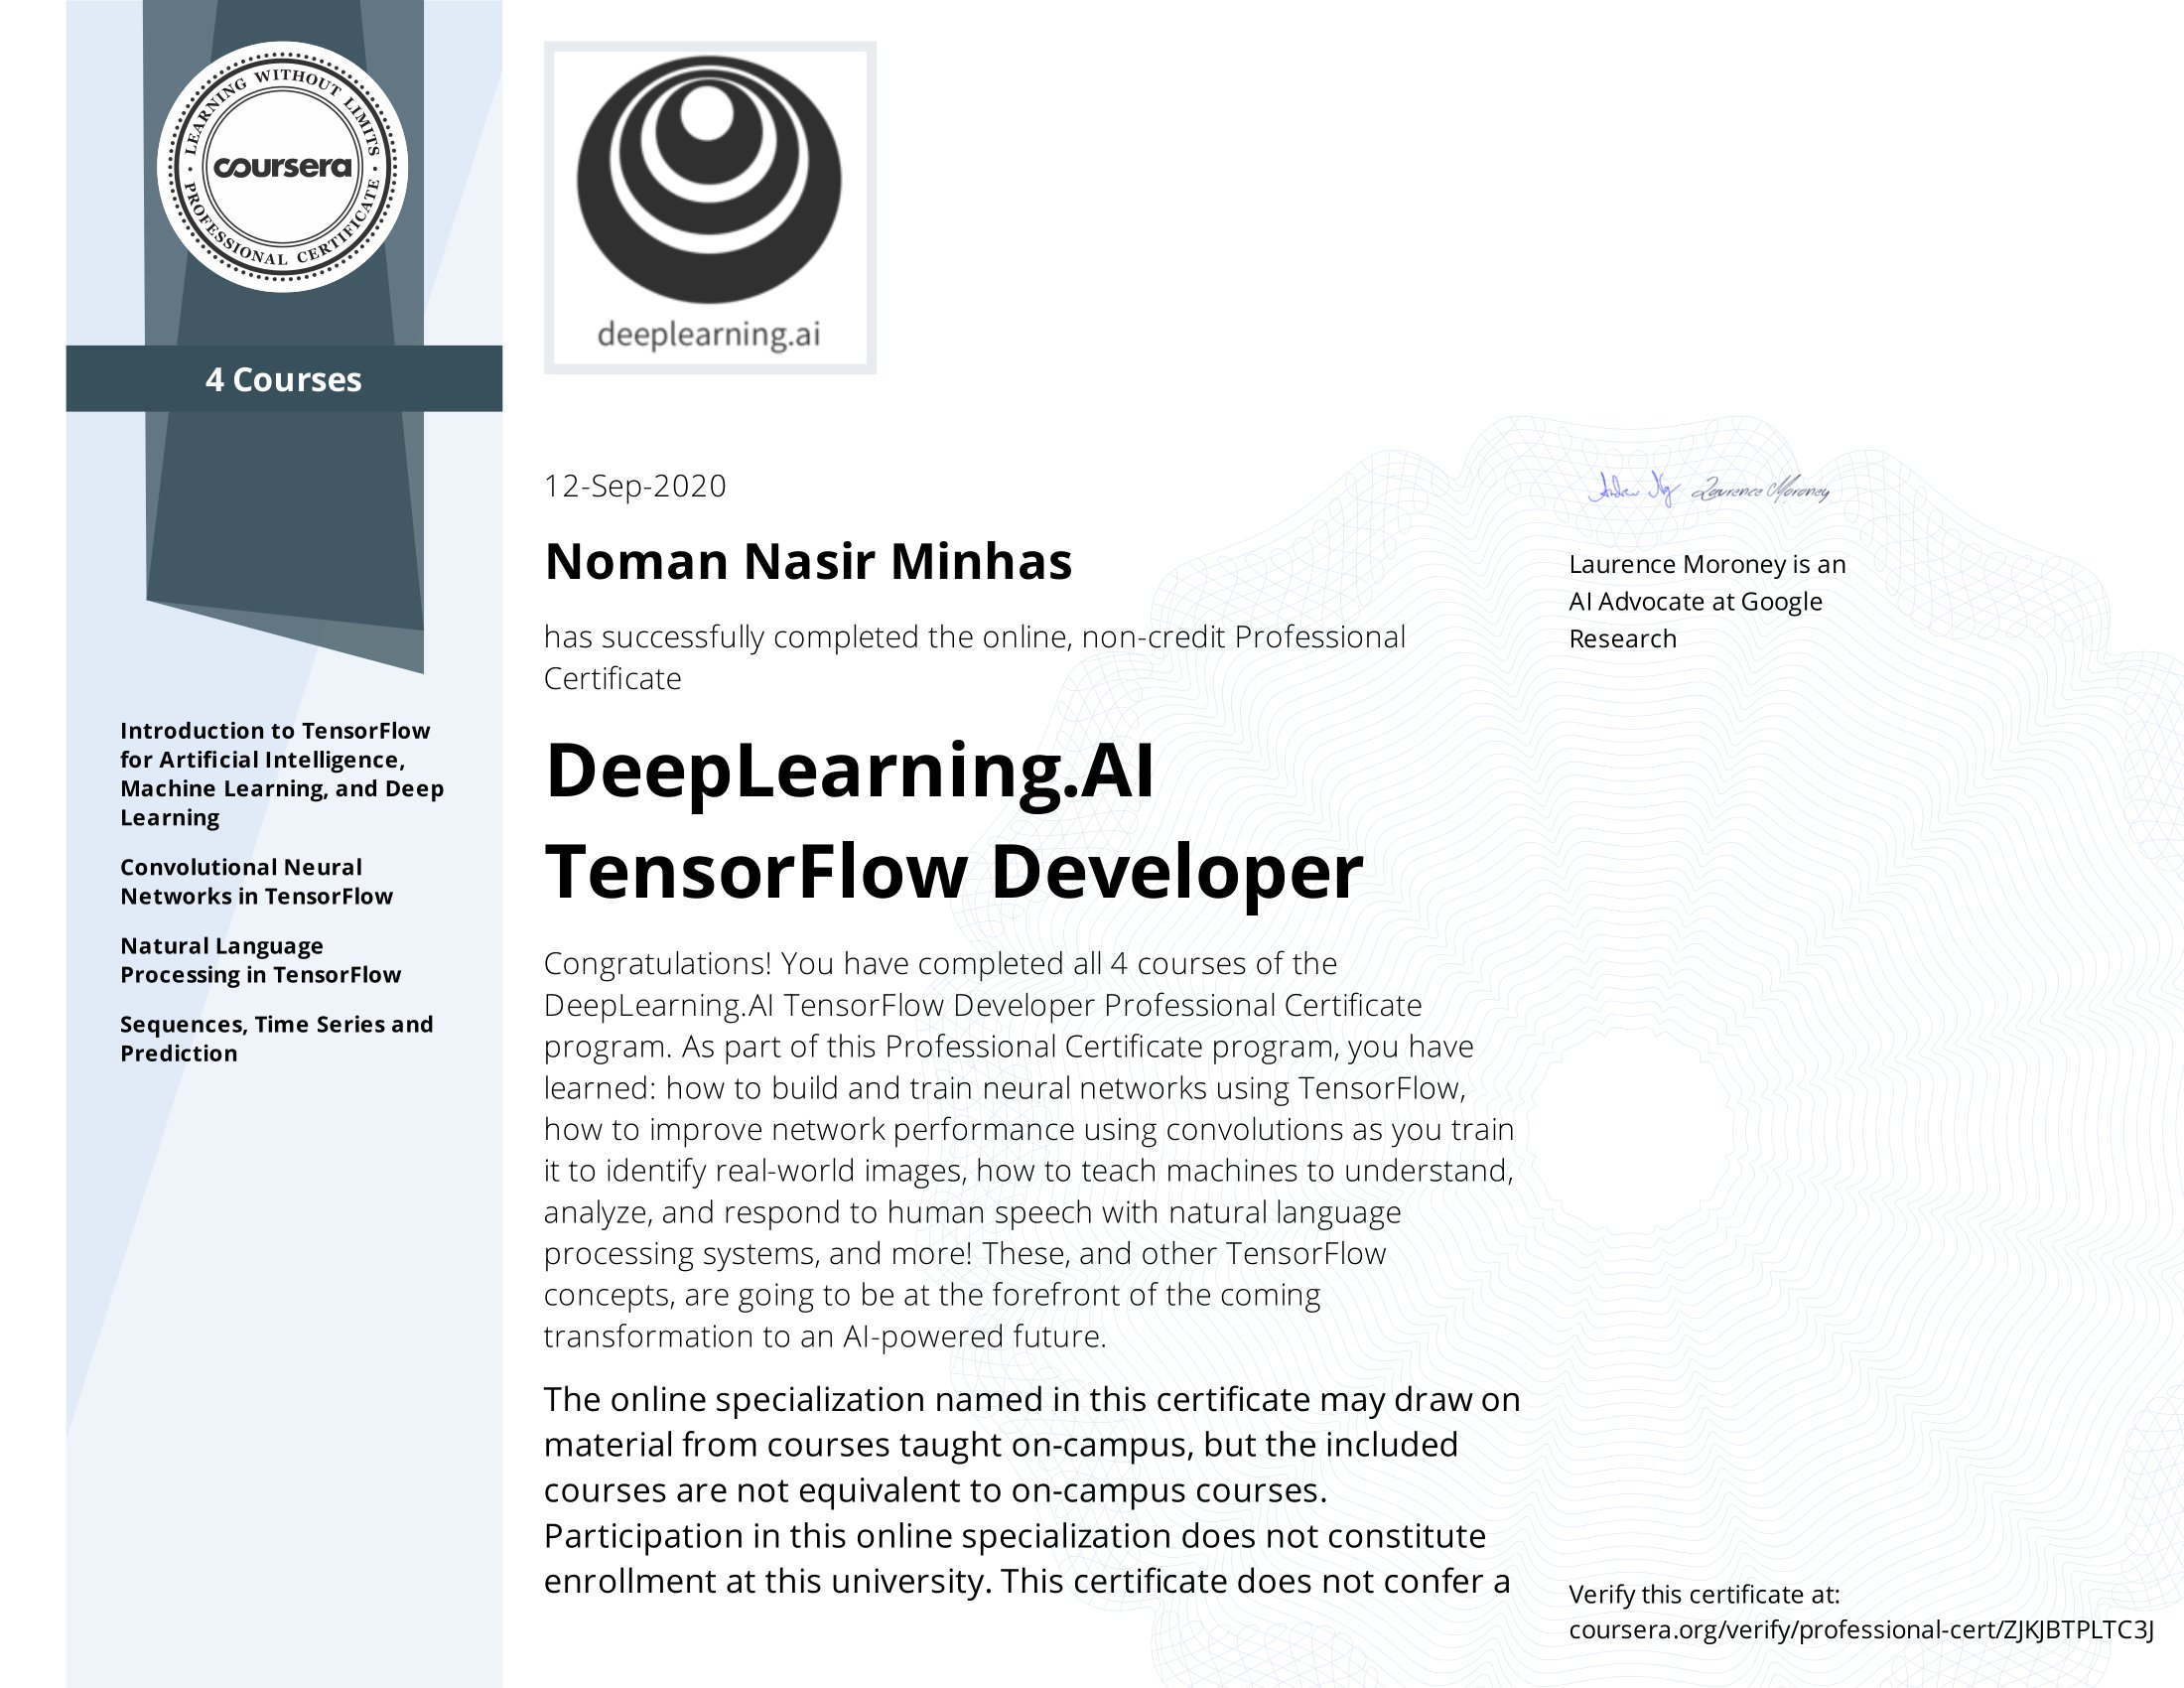 LEARNING WITHOUT LIMITS
coursera
PROFESSIONAL CERTIFICATE
4 Courses
Introduction to TensorFlow
for Artificial Intelligence,
Machine Learning, and Deep
Learning
Convolutional Neural
Networks in TensorFlow
Natural Language
Processing in TensorFlow
Sequences, Time Series and
Prediction
deeplearning.ai
12-Sep-2020
Noman Nasir Minhas
has successfully completed the online, non-credit Professional
Certificate
DeepLearning.AI
TensorFlow Developer
Congratulations! You have completed all 4 courses of the
DeepLearning.AI TensorFlow Developer Professional Certificate
program. As part of this Professional Certificate program, you have
learned: how to build and train neural networks using TensorFlow,
how to improve network performance using convolutions as you train
it to identify real-world images, how to teach machines to understand,
analyze, and respond to human speech with natural language
processing systems, and more! These, and other TensorFlow
concepts, are going to be at the forefront of the coming
transformation to an AI-powered future.
The online specialization named in this certificate may draw on
material from courses taught on-campus, but the included
courses are not equivalent to on-campus courses.
Participation in this online specialization does not constitute
enrollment at this university. This certificate does not confer a
Andrew Ng Laurence Moroney
Laurence Moroney is an
AI Advocate at Google
Research
Verify this certificate at:
coursera.org/verify/professional-cert/ZJKJBTPLTC3J